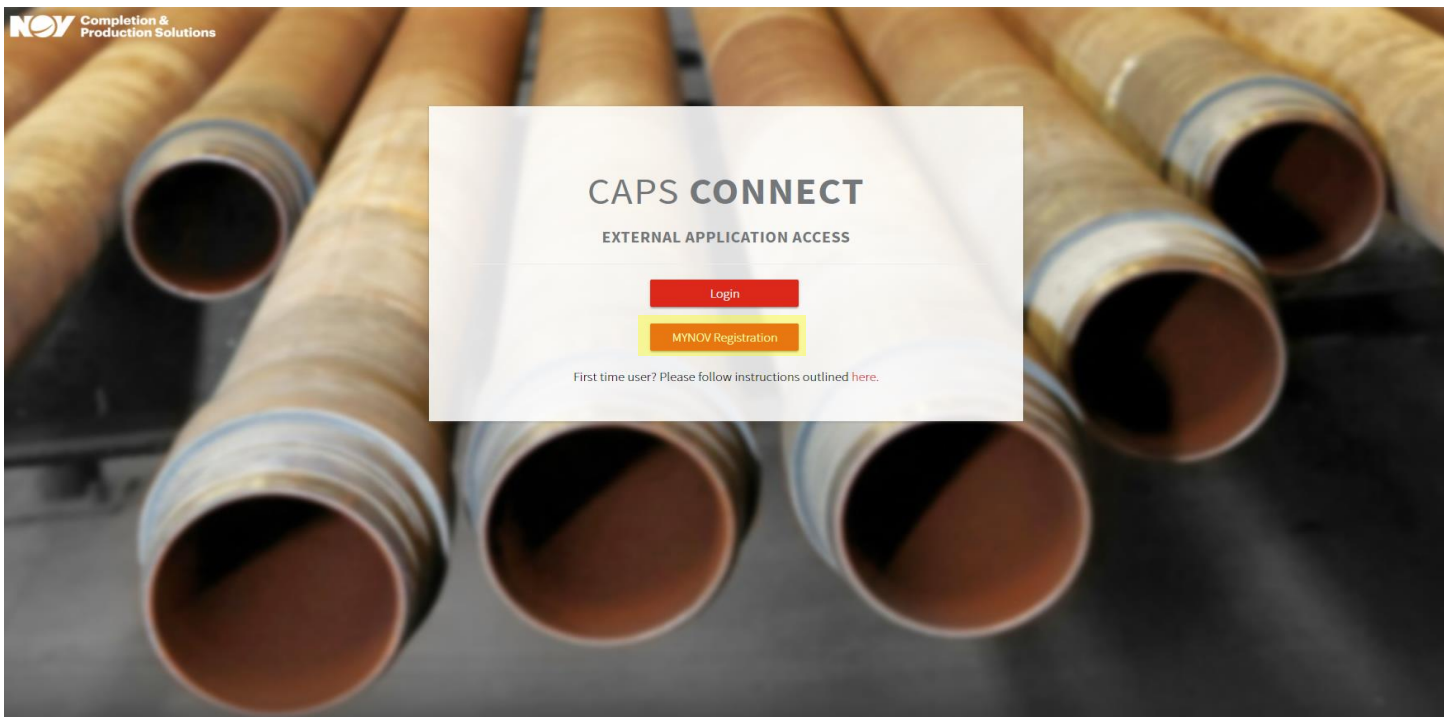 NOV Completion &
Production Solutions
CAPS CONNECT
EXTERNAL APPLICATION ACCESS
Login
MYNOV Registration
First time user? Please follow instructions outlined here.